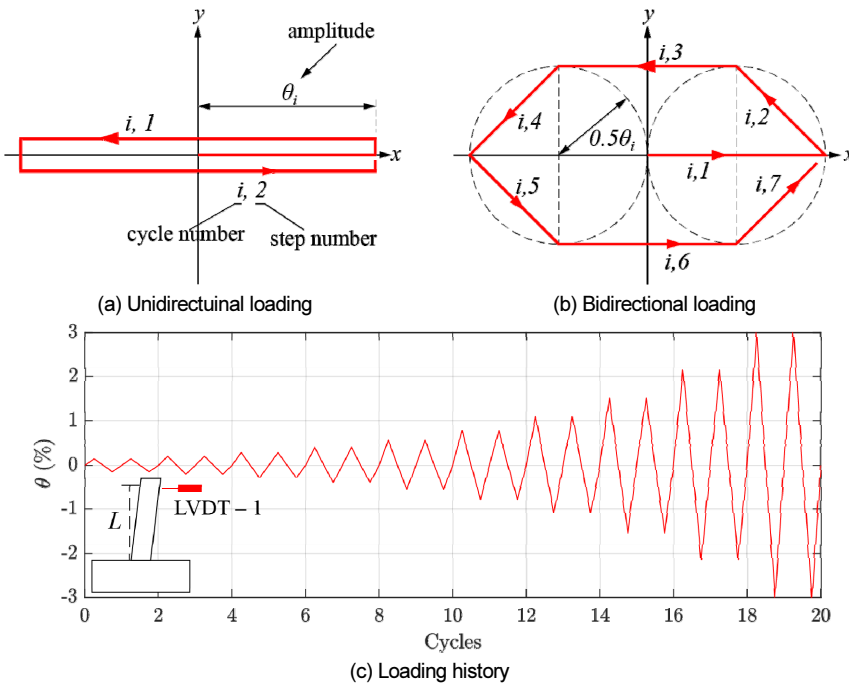 y
amplitude
θi
i, 1
x
i, 2
cycle number
step number
(a) Unidirectuinal loading
y
i,3
i,4
i,2
0.5θi
x
i,1
i,5
i,7
i,6
(b) Bidirectional loading
3
2
1
0
-1
-2
-3
θ (%)
L
LVDT – 1
0 2 4 6 8 10 12 14 16 18 20
Cycles
(c) Loading history